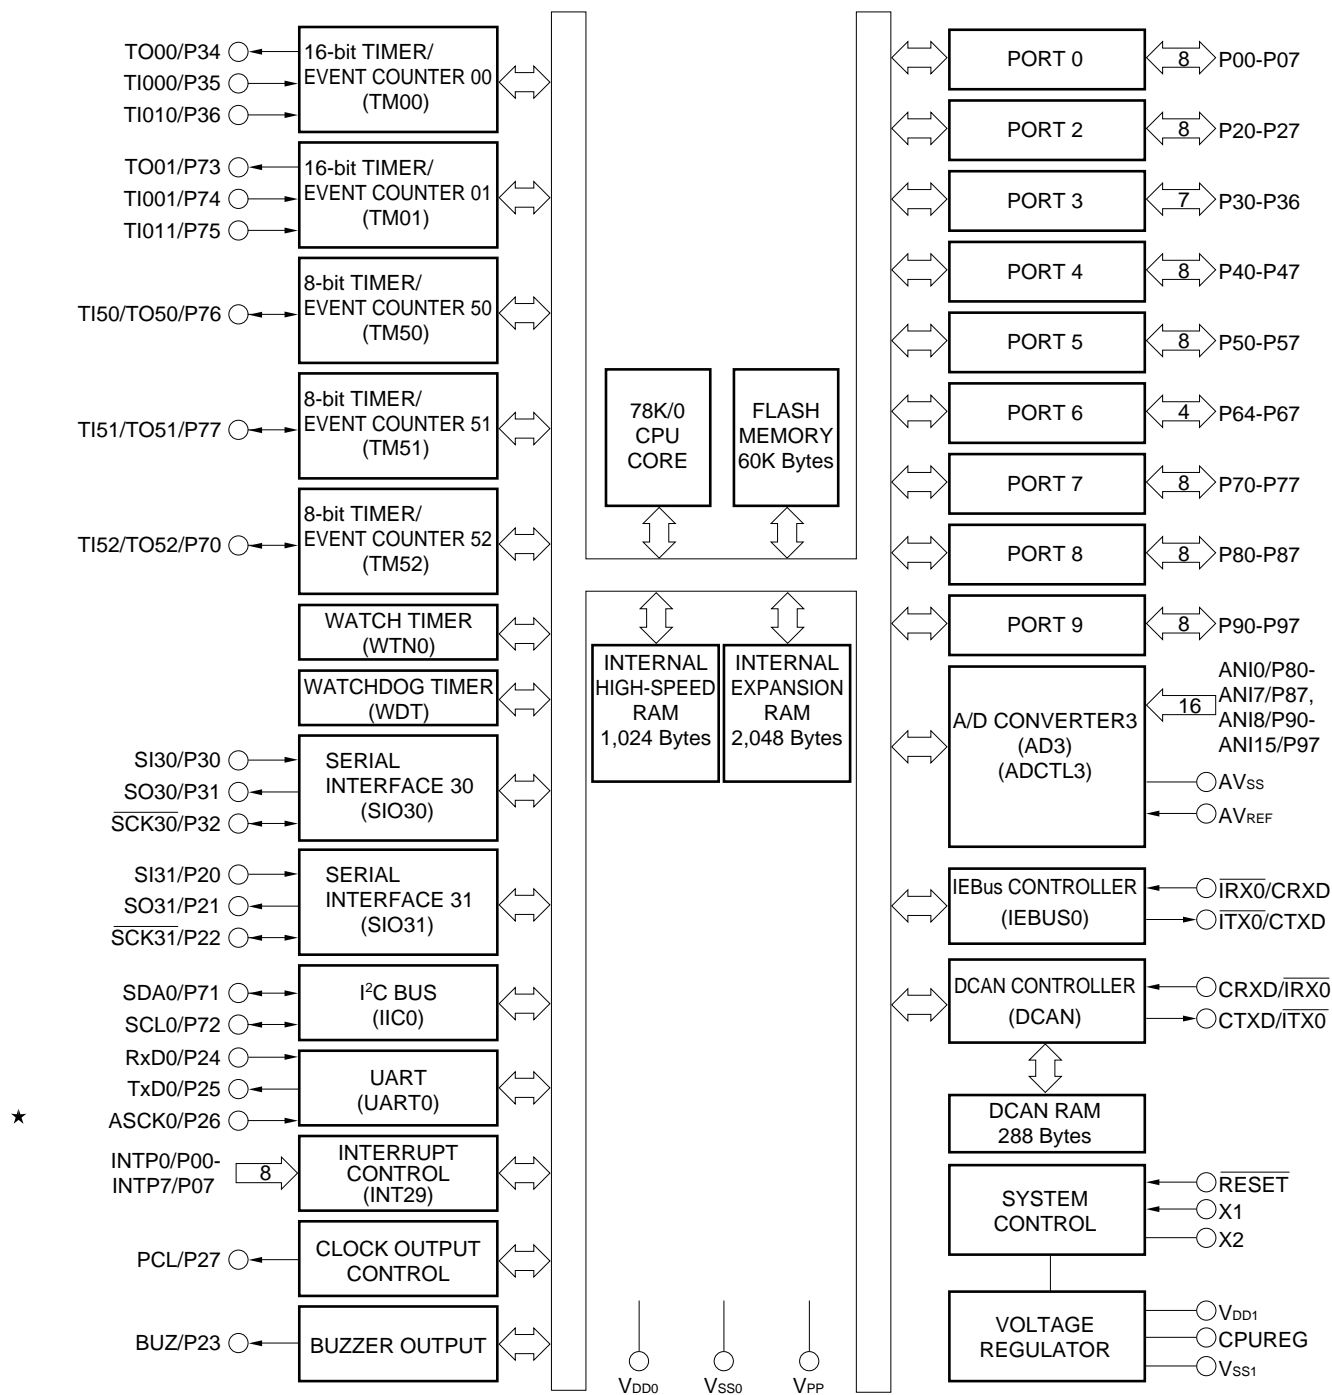 TO00/P34
TI000/P35
TI010/P36
16-bit TIMER/
EVENT COUNTER 00
(TM00)
TO01/P73
TI001/P74
TI011/P75
16-bit TIMER/
EVENT COUNTER 01
(TM01)
TI50/TO50/P76
8-bit TIMER/
EVENT COUNTER 50
(TM50)
TI51/TO51/P77
8-bit TIMER/
EVENT COUNTER 51
(TM51)
TI52/TO52/P70
8-bit TIMER/
EVENT COUNTER 52
(TM52)
WATCH TIMER
(WTN0)
WATCHDOG TIMER
(WDT)
SI30/P30
SO30/P31
SCK30/P32
SERIAL
INTERFACE 30
(SIO30)
SI31/P20
SO31/P21
SCK31/P22
SERIAL
INTERFACE 31
(SIO31)
SDA0/P71
SCL0/P72
I²C BUS
(IIC0)
RxD0/P24
TxD0/P25
★ ASCK0/P26
UART
(UART0)
INTP0/P00-
INTP7/P07
8
INTERRUPT
CONTROL
(INT29)
PCL/P27
CLOCK OUTPUT
CONTROL
BUZ/P23
BUZZER OUTPUT
78K/0
CPU
CORE
FLASH
MEMORY
60K Bytes
INTERNAL
HIGH-SPEED
RAM
1,024 Bytes
INTERNAL
EXPANSION
RAM
2,048 Bytes
VDD0
VSS0
VPP
PORT 0
8
P00-P07
PORT 2
8
P20-P27
PORT 3
7
P30-P36
PORT 4
8
P40-P47
PORT 5
8
P50-P57
PORT 6
4
P64-P67
PORT 7
8
P70-P77
PORT 8
8
P80-P87
PORT 9
8
P90-P97
A/D CONVERTER3
(AD3)
(ADCTL3)
16
ANI0/P80-
ANI7/P87,
ANI8/P90-
ANI15/P97
AVSS
AVREF
IEBus CONTROLLER
(IEBUS0)
IRX0/CRXD
ITX0/CTXD
DCAN CONTROLLER
(DCAN)
CRXD/IRX0
CTXD/ITX0
DCAN RAM
288 Bytes
SYSTEM
CONTROL
RESET
X1
X2
VOLTAGE
REGULATOR
VDD1
CPUREG
VSS1